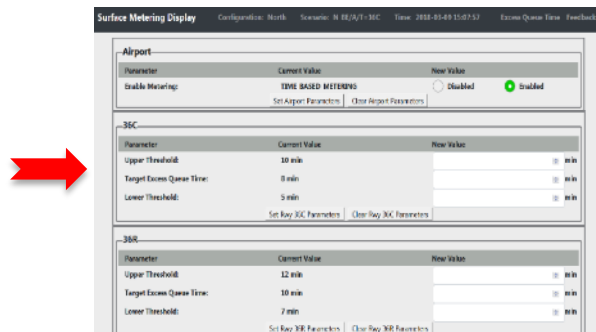 Surface Metering Display Configuration: North Scenario: N_BE/A/T=36C Time: 2018-03-09 15:07:57 Excess Queue Time Feedback
Airport
Parameter Current Value New Value
Enable Metering: TIME BASED METERING Disabled Enabled
Set Airport Parameters Clear Airport Parameters
36C
Parameter Current Value New Value
Upper Threshold: 10 min min
Target Excess Queue Time: 8 min min
Lower Threshold: 5 min min
Set Rwy 36C Parameters Clear Rwy 36C Parameters
36R
Parameter Current Value New Value
Upper Threshold: 12 min min
Target Excess Queue Time: 10 min min
Lower Threshold: 7 min min
Set Rwy 36R Parameters Clear Rwy 36R Parameters